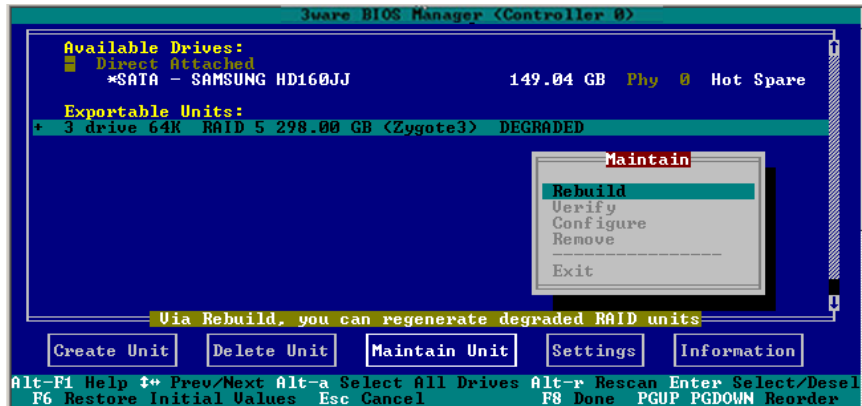 3ware BIOS Manager (Controller 0)
Available Drives:
- Direct Attached
*SATA - SAMSUNG HD160JJ 149.04 GB Phy 0 Hot Spare
Exportable Units:
+ 3 drive 64K RAID 5 298.00 GB (Zygote3) DEGRADED
Maintain
Rebuild
Verify
Configure
Remove
-----------------
Exit
Via Rebuild, you can regenerate degraded RAID units
Create Unit Delete Unit Maintain Unit Settings Information
Alt-F1 Help ↕↔ Prev/Next Alt-a Select All Drives Alt-r Rescan Enter Select/Desel
F6 Restore Initial Values Esc Cancel F8 Done PGUP PGDOWN Reorder